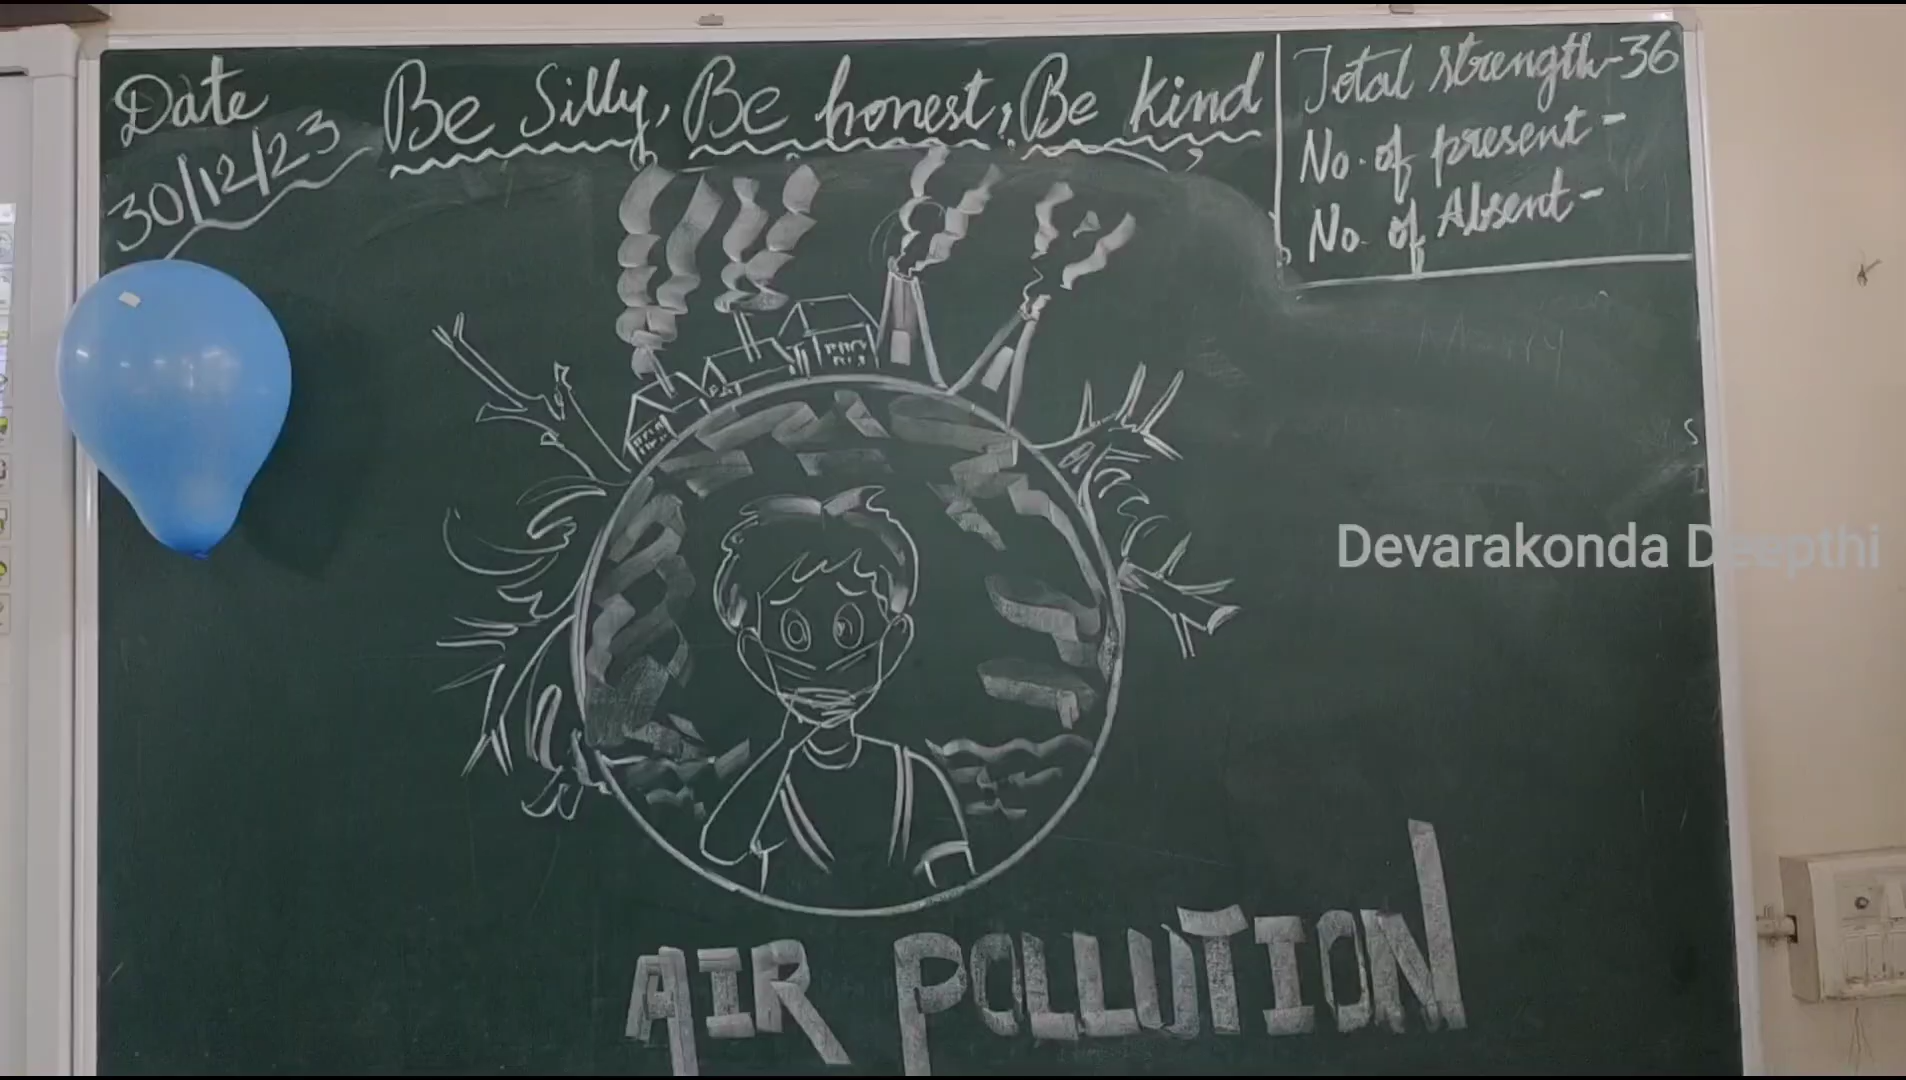 Date
30/12/23
Be Silly, Be honest, Be kind
Total strength-36
No. of present-
No. of Absent-
Merry
Devarakonda Deepthi
AIR POLLUTION